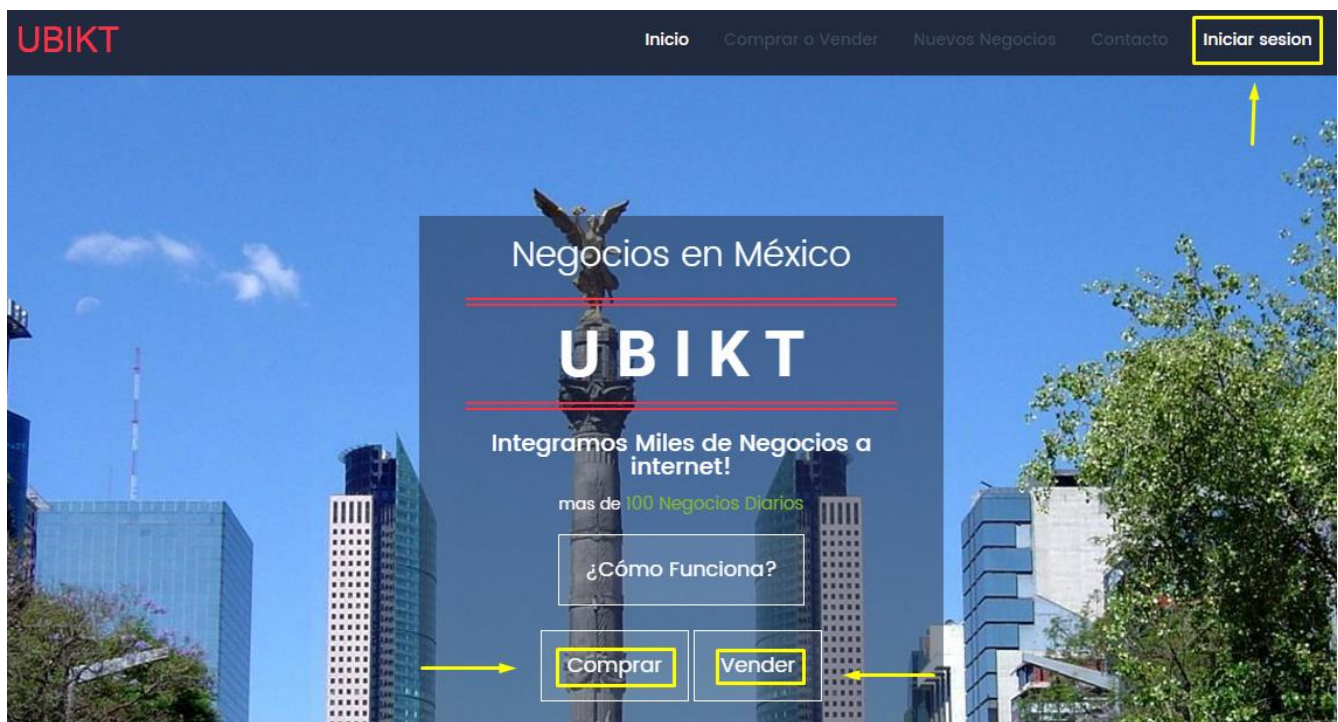 UBIKT
Inicio
Comprar o Vender
Nuevos Negocios
Contacto
Iniciar sesion
Negocios en México
UBIKT
Integramos Miles de Negocios a
internet!
mas de 100 Negocios Diarios
¿Cómo Funciona?
Comprar
Vender